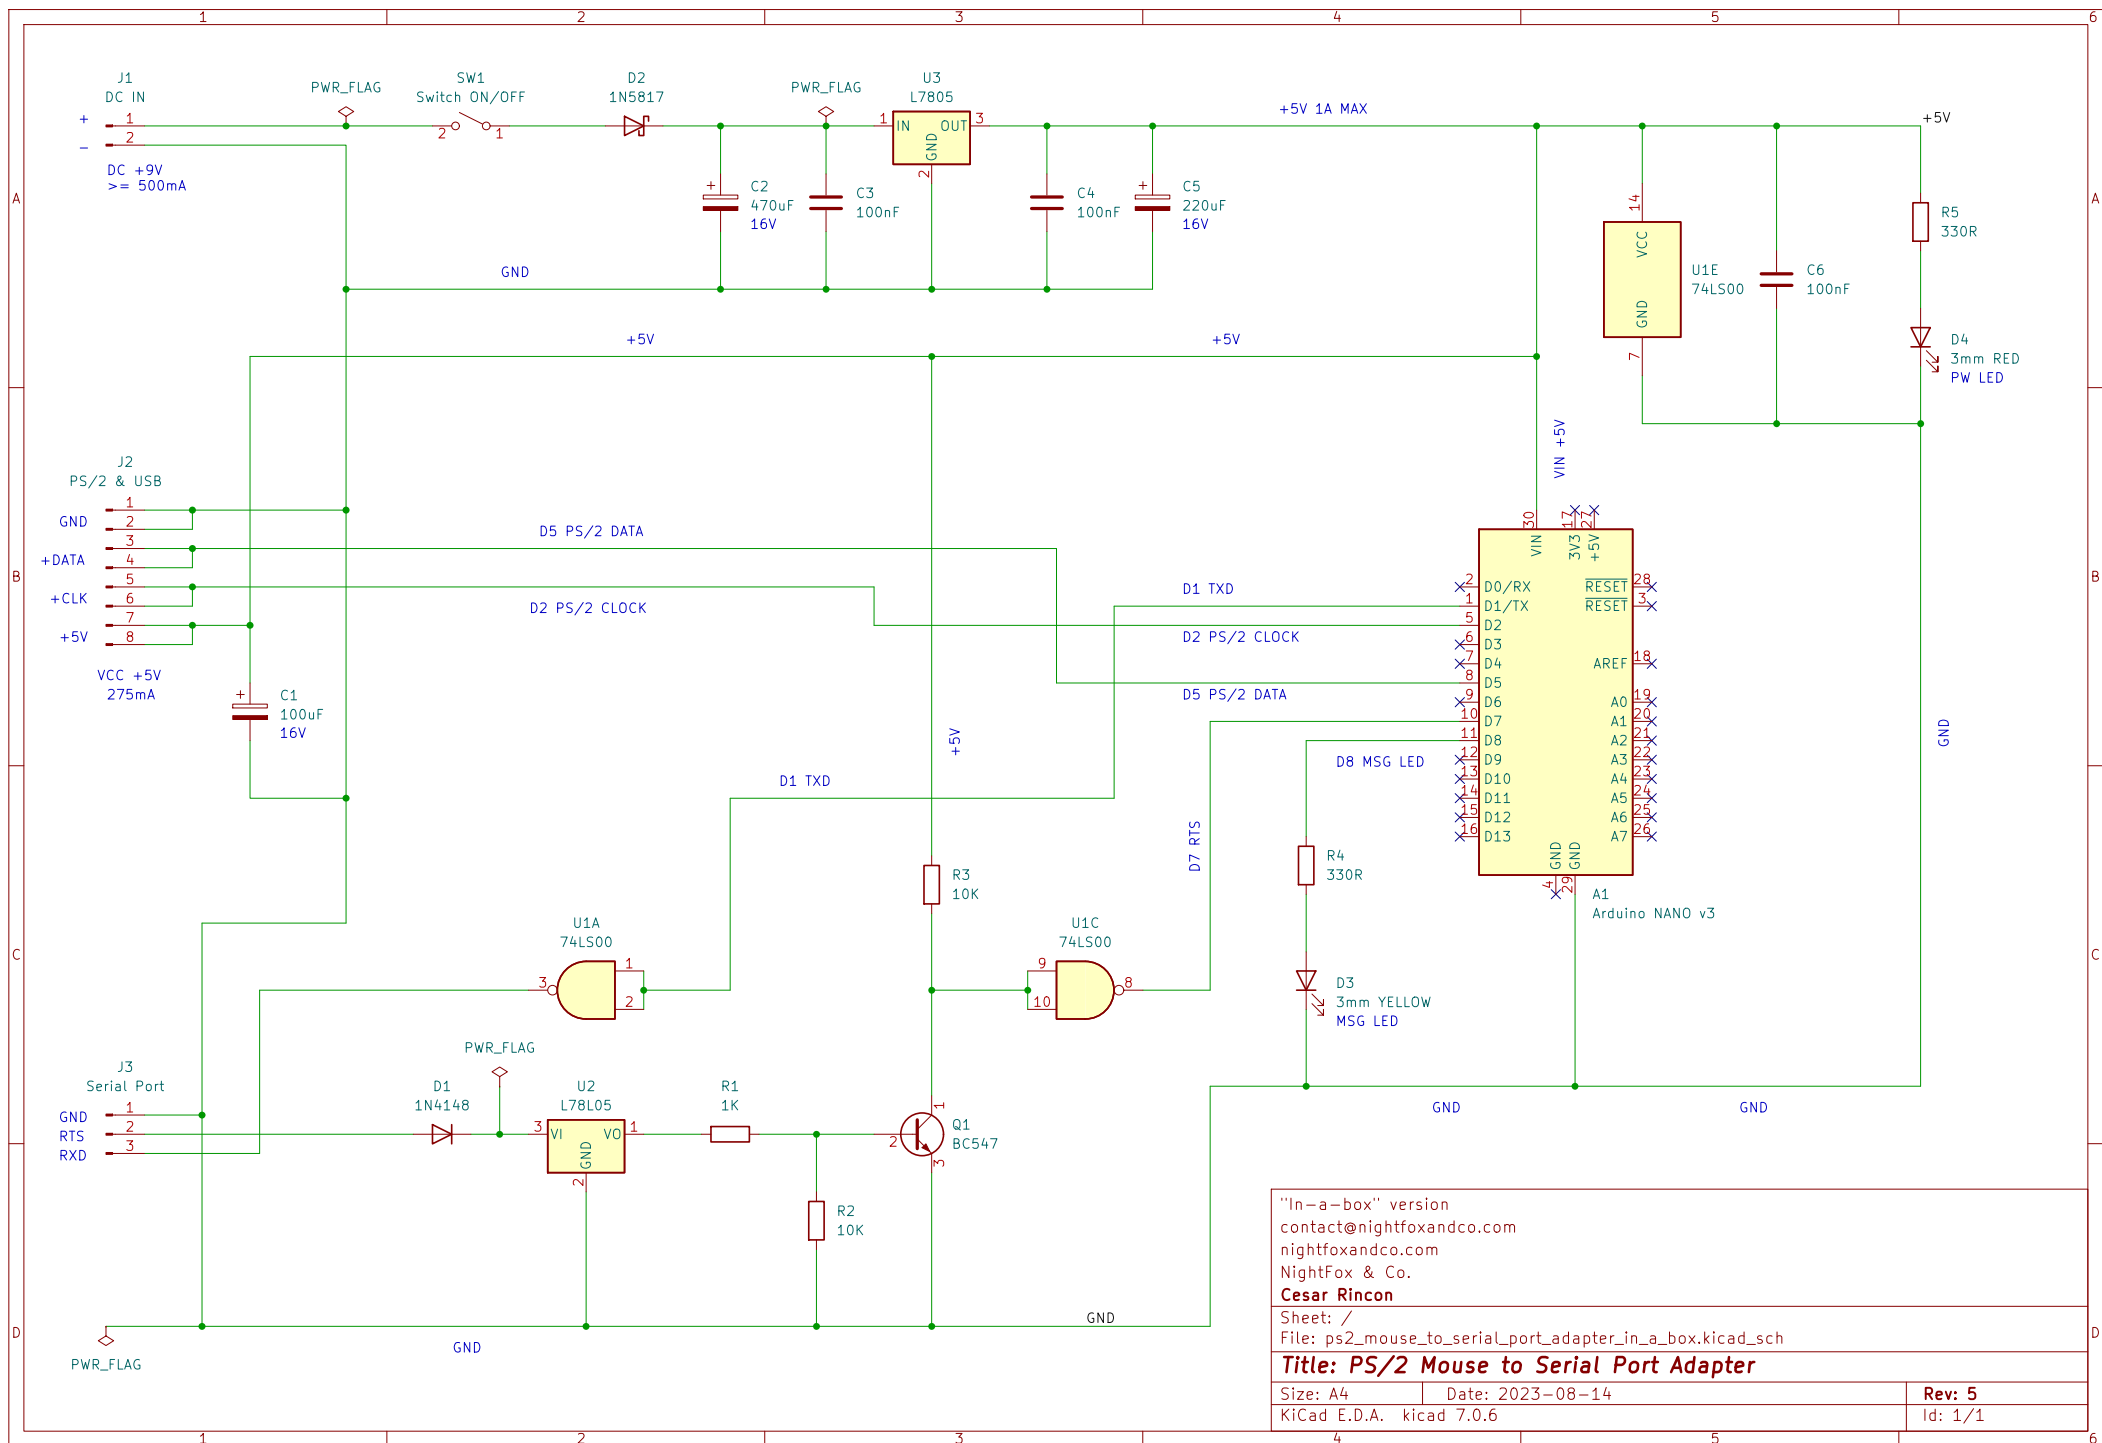 1 2 3 4 5 6
J1
DC IN
+ 1
− 2
DC +9V
>= 500mA
PWR_FLAG
SW1
Switch ON/OFF
2 1
D2
1N5817
PWR_FLAG
U3
L7805
1 IN OUT 3
GND
2
+5V 1A MAX
+5V
A A
+
C2
470uF
16V
C3
100nF
C4
100nF
+
C5
220uF
16V
14
VCC
GND
7
U1E
74LS00
C6
100nF
R5
330R
D4
3mm RED
PW LED
GND
+5V
+5V
VIN +5V
J2
PS/2 & USB
1
GND 2
3
+DATA 4
5
+CLK 6
7
+5V 8
VCC +5V
275mA
B B
D5 PS/2 DATA
D2 PS/2 CLOCK
D1 TXD
D2 PS/2 CLOCK
D5 PS/2 DATA
+
C1
100uF
16V
+5V
D1 TXD
D7 RTS
D8 MSG LED
30 17 27
VIN 3V3 +5V
2 D0/RX RESET 28
1 D1/TX RESET 3
5 D2
6 D3
7 D4 AREF 18
8 D5
9 D6 A0 19
10 D7 A1 20
11 D8 A2 21
12 D9 A3 22
13 D10 A4 23
14 D11 A5 24
15 D12 A6 25
16 D13 A7 26
GND GND
4 29
A1
Arduino NANO v3
GND
R4
330R
D3
3mm YELLOW
MSG LED
R3
10K
C C
U1A
74LS00
3 1
2
U1C
74LS00
9 8
10
J3
Serial Port
GND 1
RTS 2
RXD 3
D1
1N4148
PWR_FLAG
U2
L78L05
3 VI VO 1
GND
2
R1
1K
R2
10K
1
2
3
Q1
BC547
GND
GND
GND
GND
PWR_FLAG
D D
"In-a-box" version
contact@nightfoxandco.com
nightfoxandco.com
NightFox & Co.
Cesar Rincon
Sheet: /
File: ps2_mouse_to_serial_port_adapter_in_a_box.kicad_sch
Title: PS/2 Mouse to Serial Port Adapter
Size: A4 Date: 2023-08-14 Rev: 5
KiCad E.D.A. kicad 7.0.6 Id: 1/1
1 2 3 4 5 6